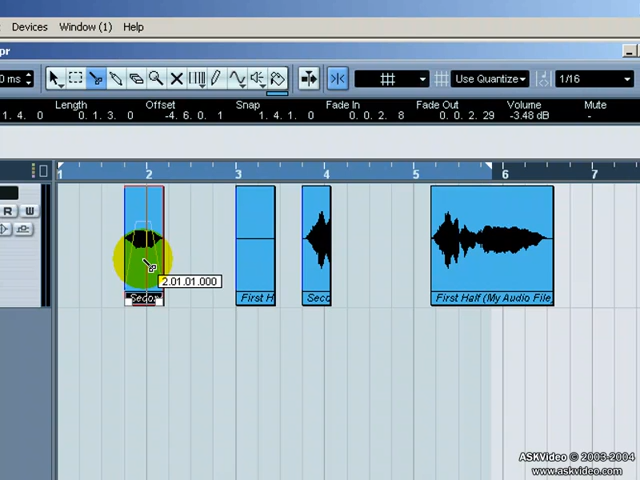 Devices Window (1) Help
pr
0 ms Use Quantize 1/16
Length Offset Snap Fade In Fade Out Volume Mute
1. 4. 0 0. 1. 3. 0 -4. 6. 0. 1 1. 4. 1. 0 0. 0. 2. 8 0. 0. 2. 29 -3.48 dB -
1 2 3 4 5 6 7
R W
2.01.01.000
Seco First H Seco First Half (My Audio File
ASKVideo © 2003-2004
www.askvideo.com